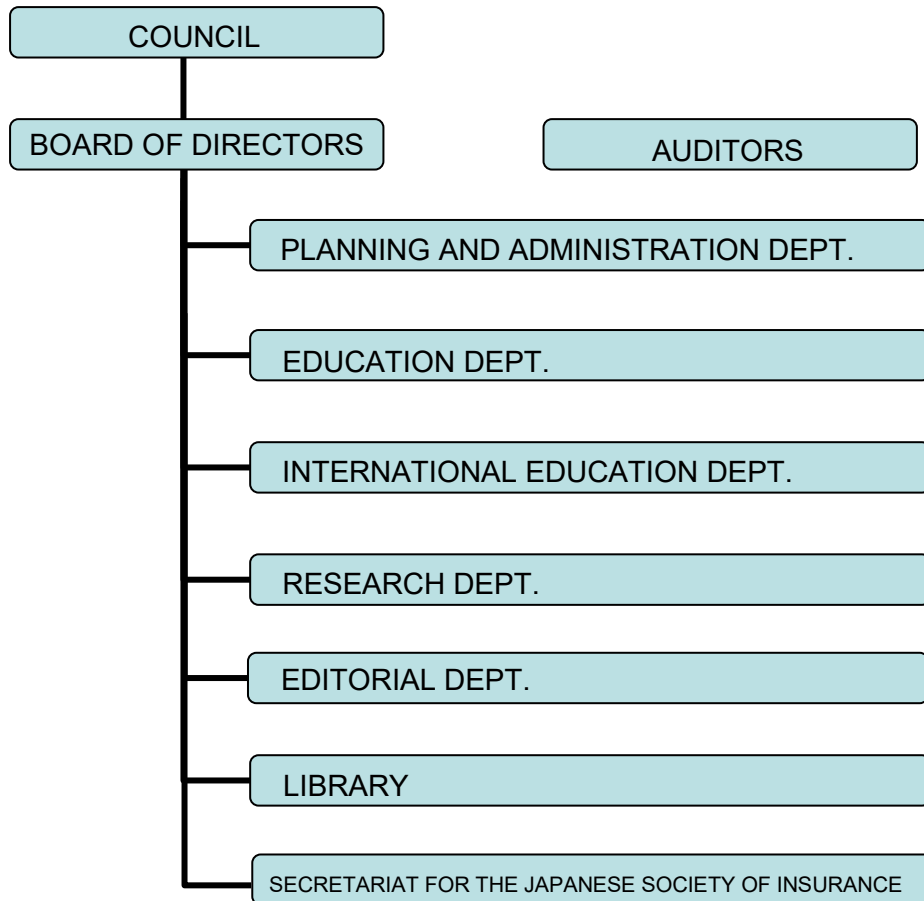 COUNCIL
BOARD OF DIRECTORS
AUDITORS
PLANNING AND ADMINISTRATION DEPT.
EDUCATION DEPT.
INTERNATIONAL EDUCATION DEPT.
RESEARCH DEPT.
EDITORIAL DEPT.
LIBRARY
SECRETARIAT FOR THE JAPANESE SOCIETY OF INSURANCE